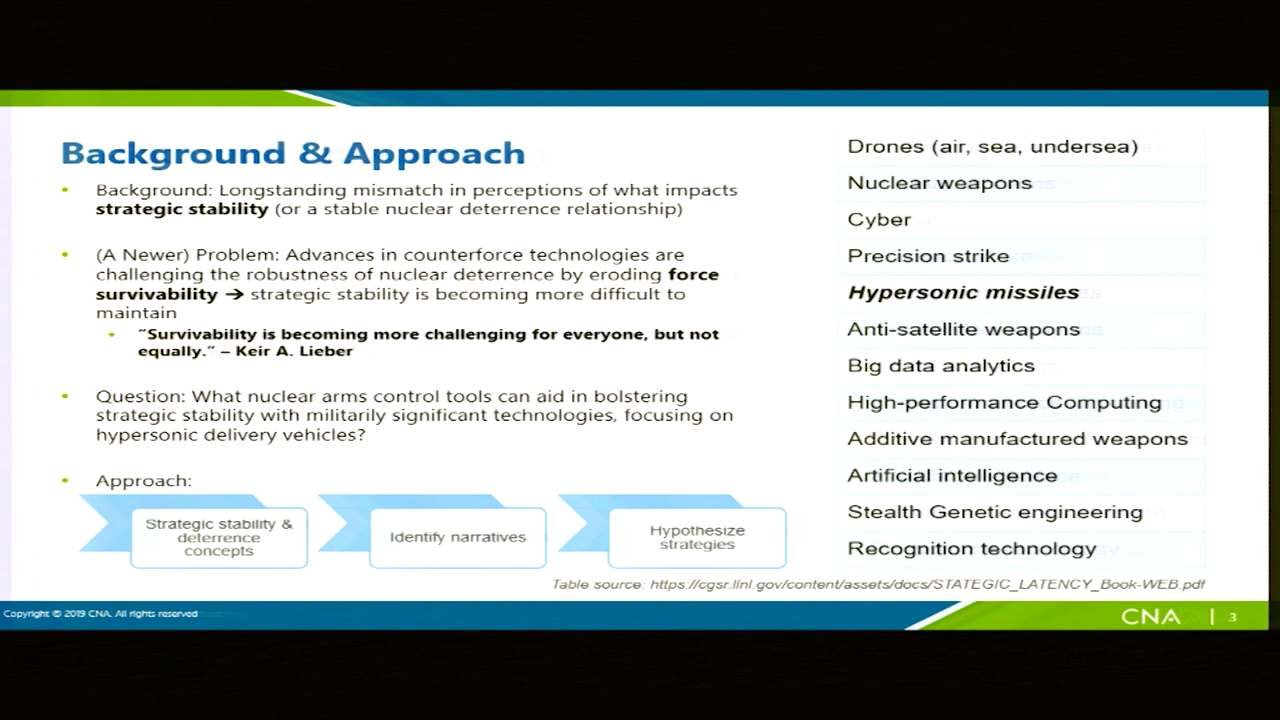 Background & Approach
• Background: Longstanding mismatch in perceptions of what impacts
strategic stability (or a stable nuclear deterrence relationship)
• (A Newer) Problem: Advances in counterforce technologies are
challenging the robustness of nuclear deterrence by eroding force
survivability → strategic stability is becoming more difficult to
maintain
• “Survivability is becoming more challenging for everyone, but not
equally.” – Keir A. Lieber
• Question: What nuclear arms control tools can aid in bolstering
strategic stability with militarily significant technologies, focusing on
hypersonic delivery vehicles?
• Approach:
Strategic stability &
deterrence
concepts
Identify narratives
Hypothesize
strategies
Drones (air, sea, undersea)
Nuclear weapons
Cyber
Precision strike
Hypersonic missiles
Anti-satellite weapons
Big data analytics
High-performance Computing
Additive manufactured weapons
Artificial intelligence
Stealth Genetic engineering
Recognition technology
Table source: https://cgsr.llnl.gov/content/assets/docs/STATEGIC_LATENCY_Book-WEB.pdf
Copyright © 2019 CNA. All rights reserved
CNA | 3